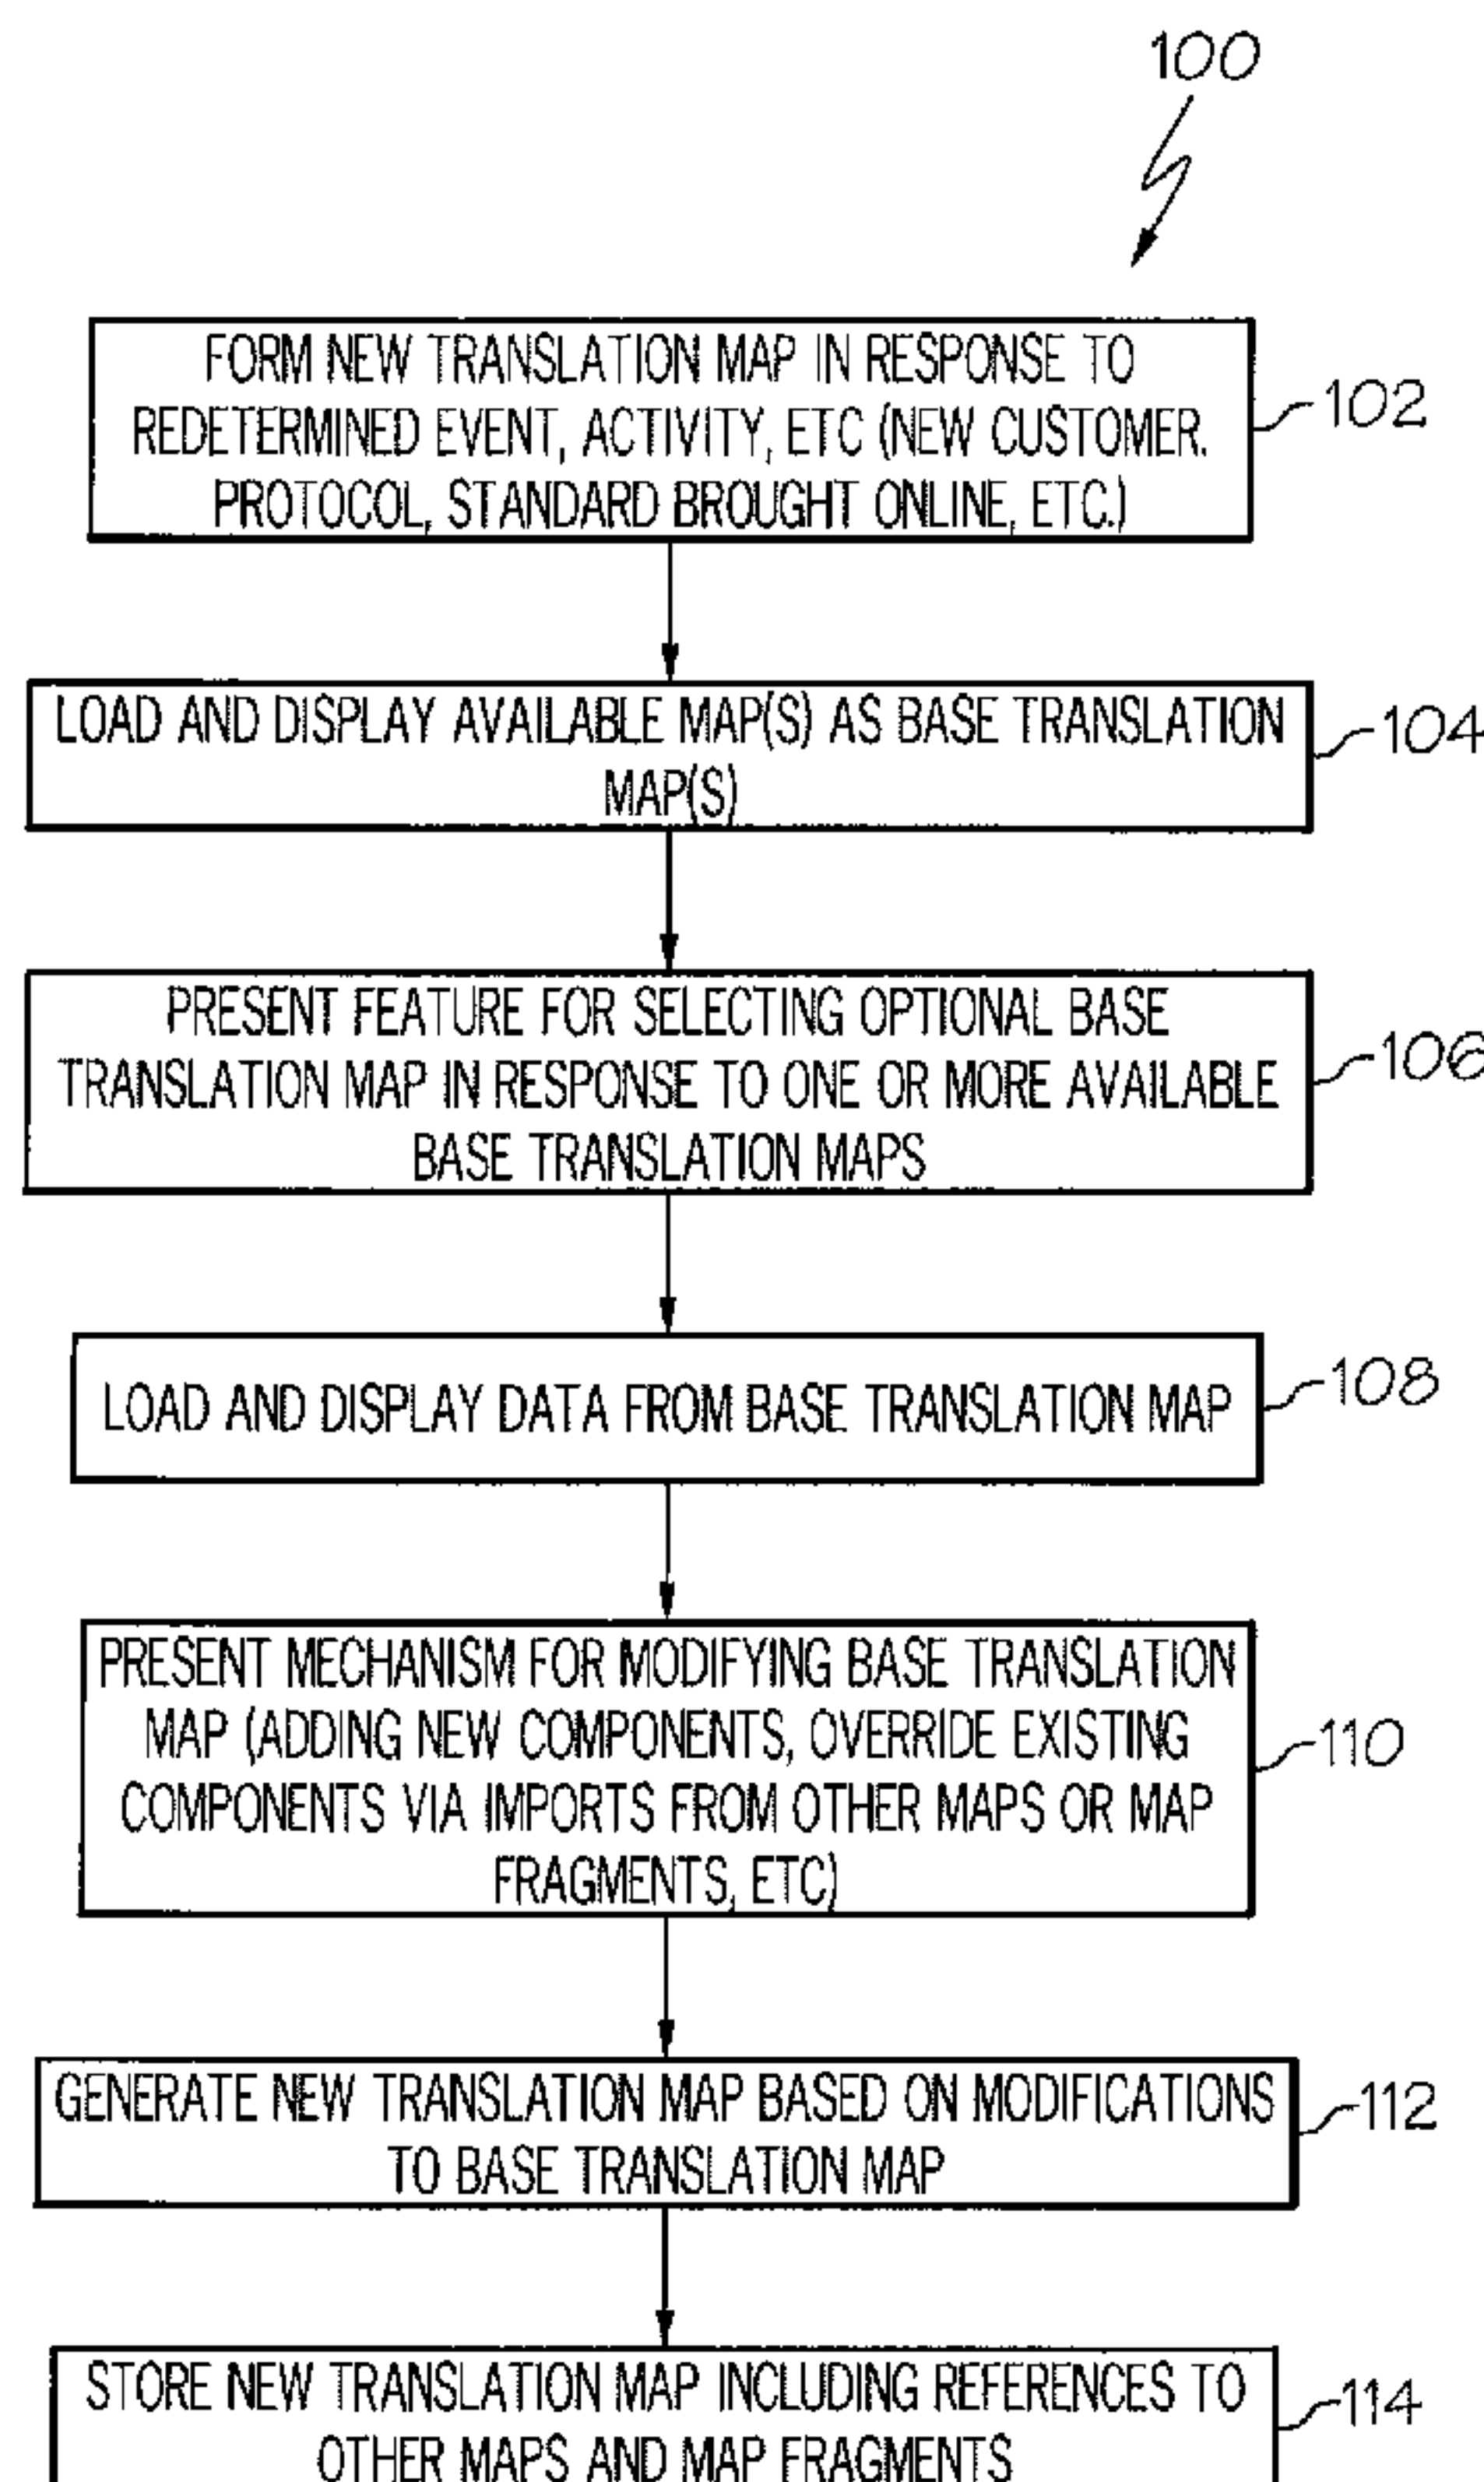 100
FORM NEW TRANSLATION MAP IN RESPONSE TO
REDETERMINED EVENT, ACTIVITY, ETC (NEW CUSTOMER.
PROTOCOL, STANDARD BROUGHT ONLINE, ETC.)
102
LOAD AND DISPLAY AVAILABLE MAP(S) AS BASE TRANSLATION
MAP(S)
104
PRESENT FEATURE FOR SELECTING OPTIONAL BASE
TRANSLATION MAP IN RESPONSE TO ONE OR MORE AVAILABLE
BASE TRANSLATION MAPS
106
LOAD AND DISPLAY DATA FROM BASE TRANSLATION MAP
108
PRESENT MECHANISM FOR MODIFYING BASE TRANSLATION
MAP (ADDING NEW COMPONENTS, OVERRIDE EXISTING
COMPONENTS VIA IMPORTS FROM OTHER MAPS OR MAP
FRAGMENTS, ETC)
110
GENERATE NEW TRANSLATION MAP BASED ON MODIFICATIONS
TO BASE TRANSLATION MAP
112
STORE NEW TRANSLATION MAP INCLUDING REFERENCES TO
OTHER MAPS AND MAP FRAGMENTS
114